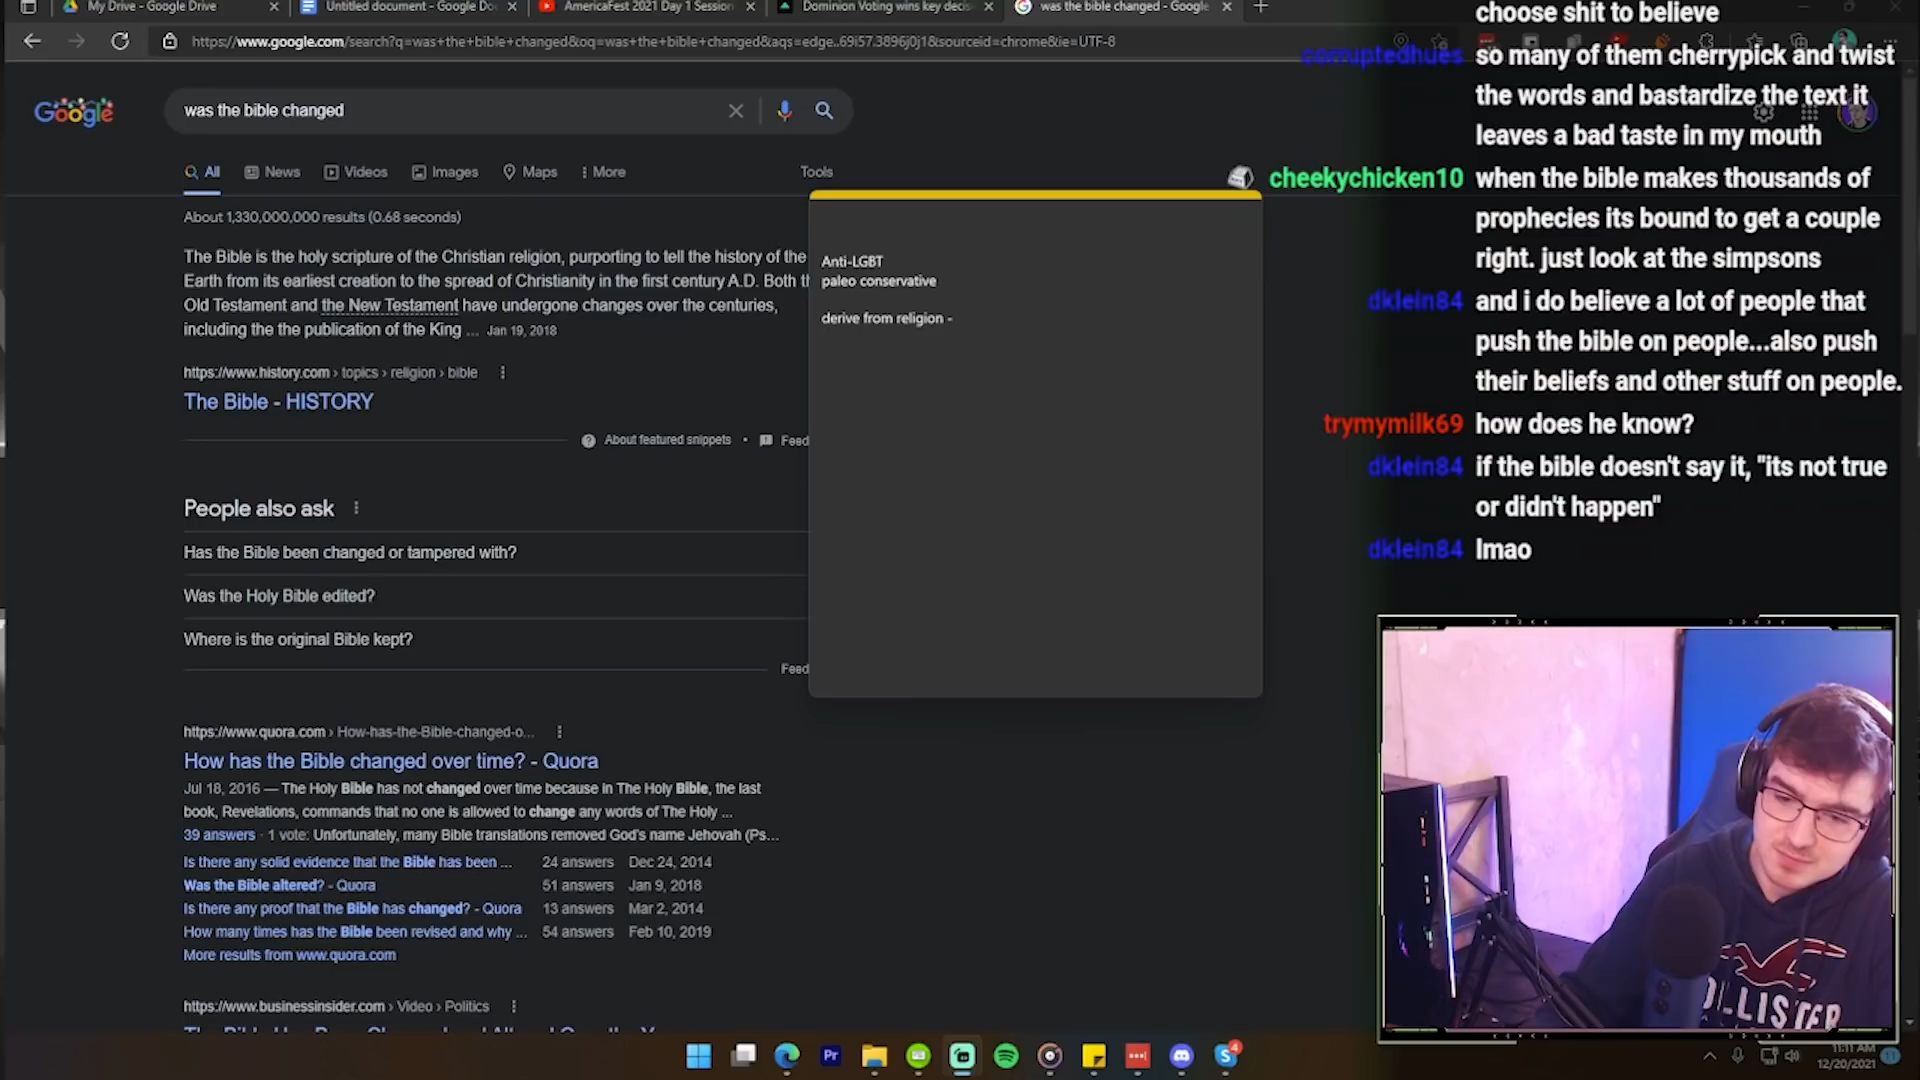 My Drive - Google Drive
Untitled document - Google Do
AmericaFest 2021 Day 1 Session
Dominion Voting wins key decis
was the bible changed - Google
https://www.google.com/search?q=was+the+bible+changed&oq=was+the+bible+changed&aqs=edge..69i57.3896j0j1&sourceid=chrome&ie=UTF-8
Google
was the bible changed
All
News
Videos
Images
Maps
More
Tools
About 1,330,000,000 results (0.68 seconds)
The Bible is the holy scripture of the Christian religion, purporting to tell the history of the
Earth from its earliest creation to the spread of Christianity in the first century A.D. Both th
Old Testament and the New Testament have undergone changes over the centuries,
including the the publication of the King ... Jan 19, 2018
https://www.history.com › topics › religion › bible
The Bible - HISTORY
About featured snippets
Feed
People also ask
Has the Bible been changed or tampered with?
Was the Holy Bible edited?
Where is the original Bible kept?
Feed
https://www.quora.com › How-has-the-Bible-changed-o...
How has the Bible changed over time? - Quora
Jul 18, 2016 — The Holy Bible has not changed over time because in The Holy Bible, the last
book, Revelations, commands that no one is allowed to change any words of The Holy ...
39 answers · 1 vote: Unfortunately, many Bible translations removed God's name Jehovah (Ps...
Is there any solid evidence that the Bible has been ... 24 answers Dec 24, 2014
Was the Bible altered? - Quora 51 answers Jan 9, 2018
Is there any proof that the Bible has changed? - Quora 13 answers Mar 2, 2014
How many times has the Bible been revised and why ... 54 answers Feb 10, 2019
More results from www.quora.com
https://www.businessinsider.com › Video › Politics
Anti-LGBT
paleo conservative
derive from religion -
choose shit to believe
corruptedhues so many of them cherrypick and twist
the words and bastardize the text it
leaves a bad taste in my mouth
cheekychicken10 when the bible makes thousands of
prophecies its bound to get a couple
right. just look at the simpsons
dklein84 and i do believe a lot of people that
push the bible on people...also push
their beliefs and other stuff on people.
trymymilk69 how does he know?
dklein84 if the bible doesn't say it, "its not true
or didn't happen"
dklein84 lmao
HOLLISTER
Pr
4
11:11 AM
12/20/2021